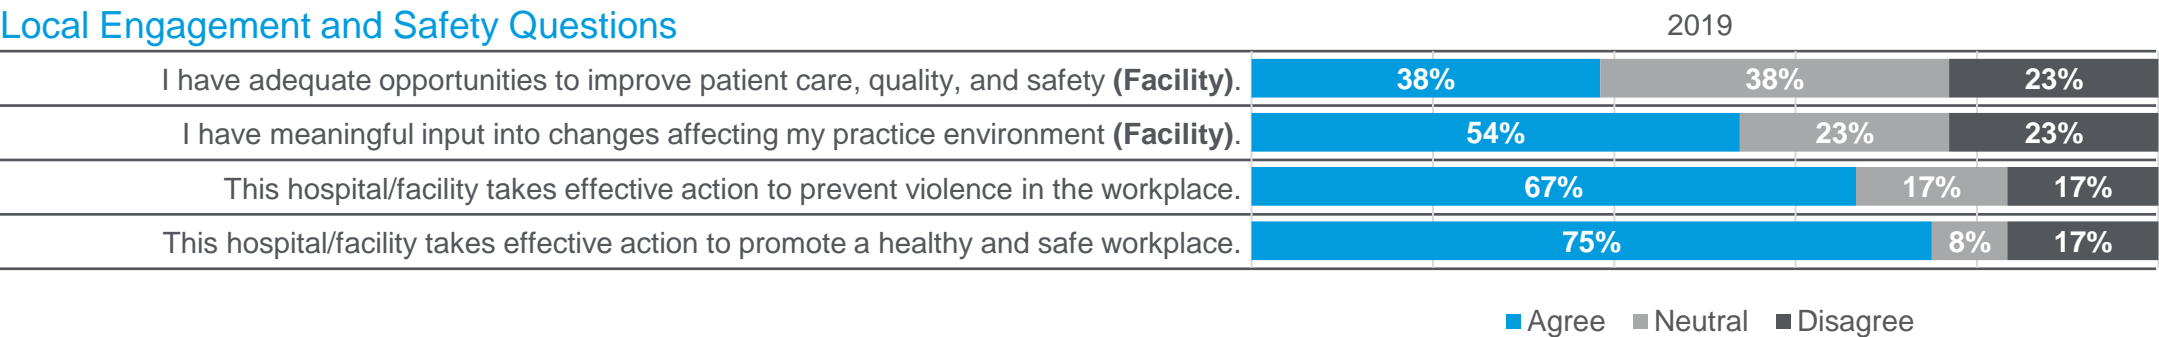 Local Engagement and Safety Questions 2019
I have adequate opportunities to improve patient care, quality, and safety (Facility). 38% 38% 23%
I have meaningful input into changes affecting my practice environment (Facility). 54% 23% 23%
This hospital/facility takes effective action to prevent violence in the workplace. 67% 17% 17%
This hospital/facility takes effective action to promote a healthy and safe workplace. 75% 8% 17%
Agree Neutral Disagree